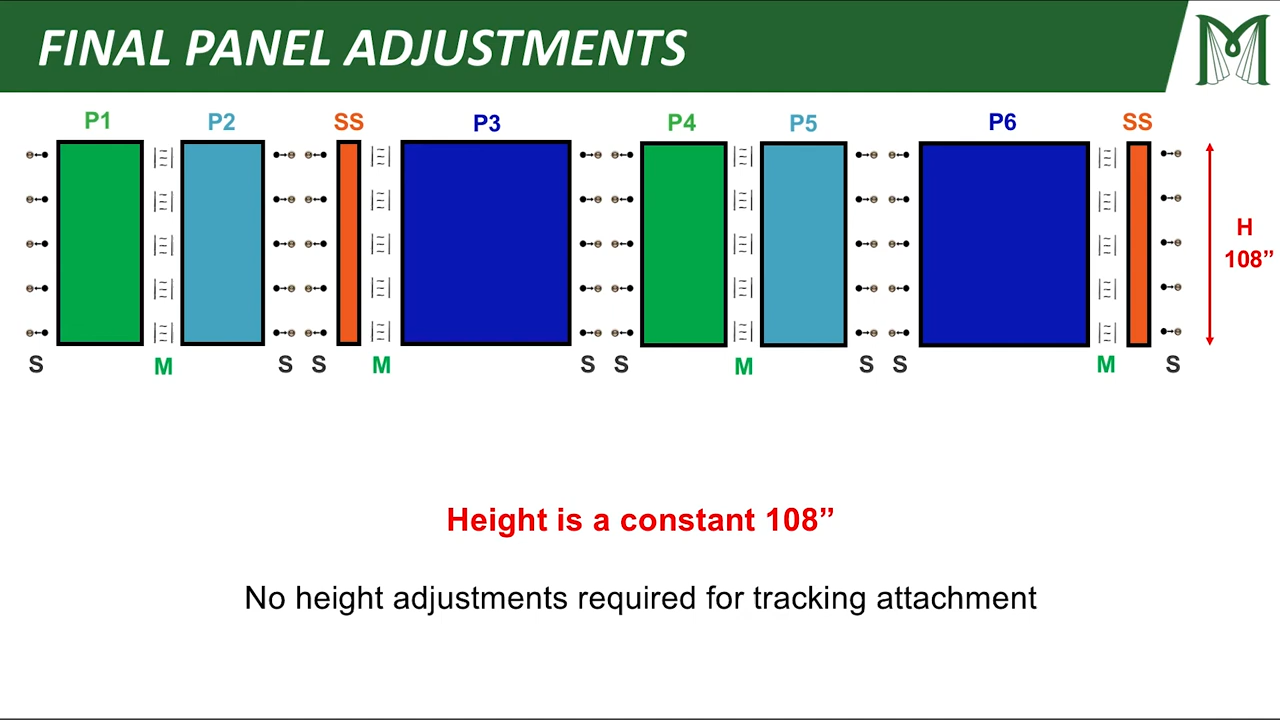 FINAL PANEL ADJUSTMENTS
M
P1 P2 SS P3 P4 P5 P6 SS
H
108”
S M S S M S S M S S M S
Height is a constant 108”
No height adjustments required for tracking attachment